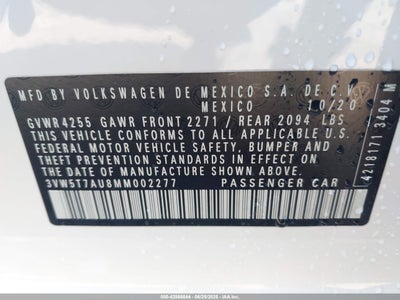 MFD BY VOLKSWAGEN DE MEXICO S.A. DE C.V.
MEXICO 10/20
GVWR 4255 GAWR FRONT 2271 / REAR 2094 LBS
THIS VEHICLE CONFORMS TO ALL APPLICABLE U.S.
FEDERAL MOTOR VEHICLE SAFETY, BUMPER AND
THEFT PREVENTION STANDARDS IN EFFECT ON
THE DATE OF MANUFACTURE SHOWN ABOVE
3VW5T7AU8MM002277 PASSENGER CAR
4218171 3404 M